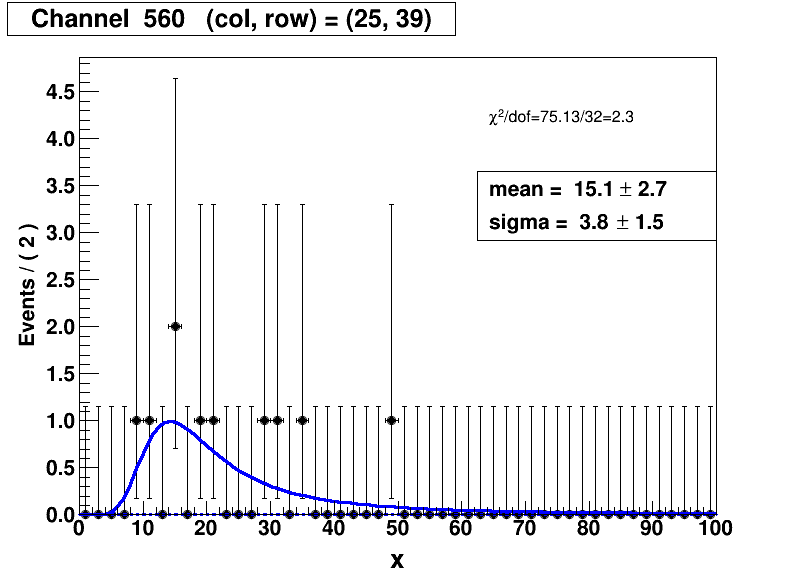 Channel  560   (col, row) = (25, 39)
χ²/dof=75.13/32=2.3
mean =  15.1 ± 2.7
sigma =  3.8 ± 1.5
Events / ( 2 )
4.5
4.0
3.5
3.0
2.5
2.0
1.5
1.0
0.5
0.0
0 10 20 30 40 50 60 70 80 90 100
x